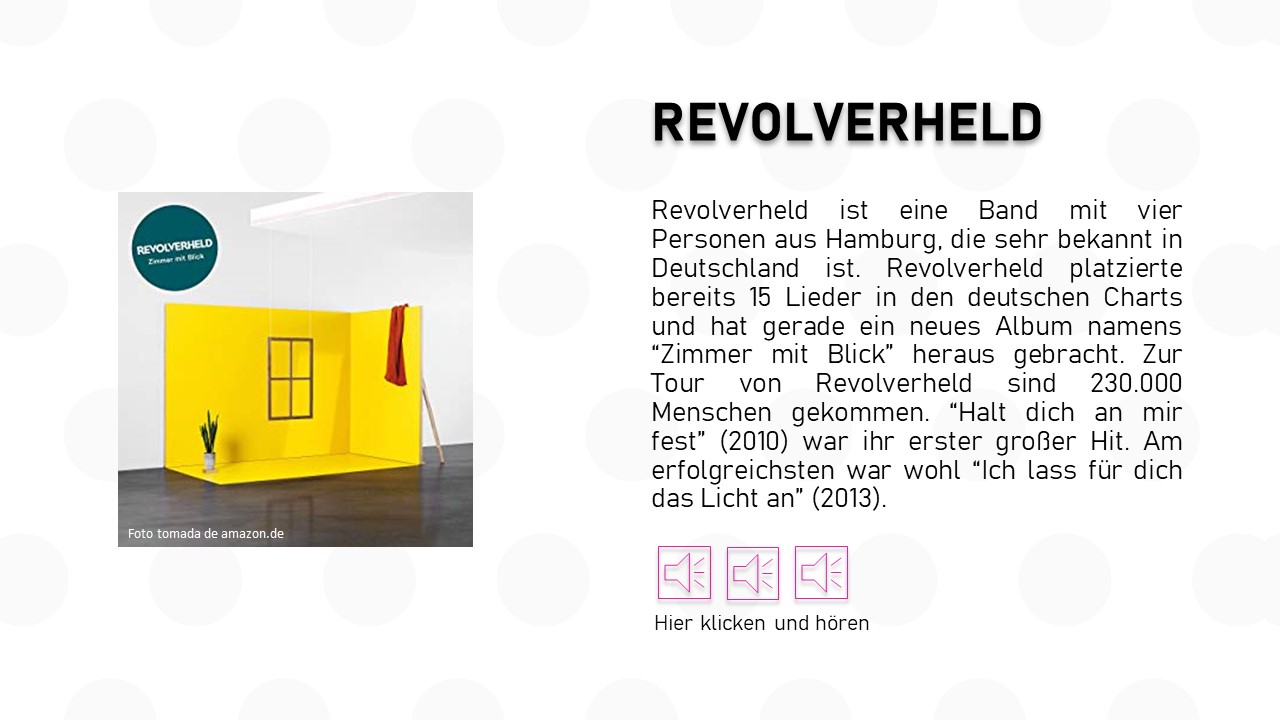 REVOLVERHELD
REVOLVERHELD
Zimmer mit Blick
Foto tomada de amazon.de
Revolverheld ist eine Band mit vier
Personen aus Hamburg, die sehr bekannt in
Deutschland ist. Revolverheld platzierte
bereits 15 Lieder in den deutschen Charts
und hat gerade ein neues Album namens
“Zimmer mit Blick” heraus gebracht. Zur
Tour von Revolverheld sind 230.000
Menschen gekommen. “Halt dich an mir
fest” (2010) war ihr erster großer Hit. Am
erfolgreichsten war wohl “Ich lass für dich
das Licht an” (2013).
Hier klicken und hören